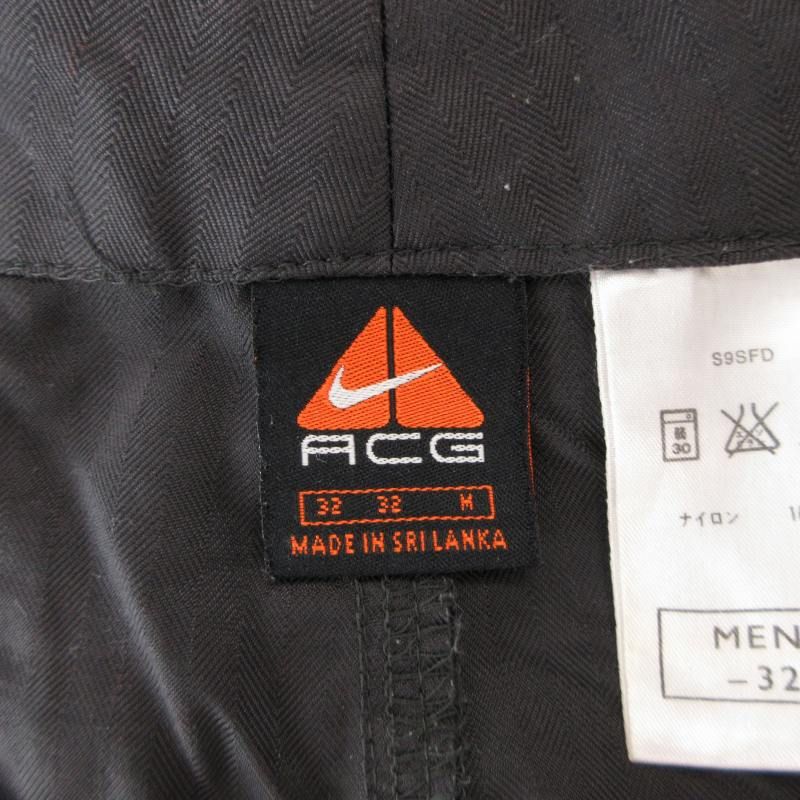 ACG
32 32 M
MADE IN SRI LANKA
S9SFD
30
ナイロン
MEN
-32